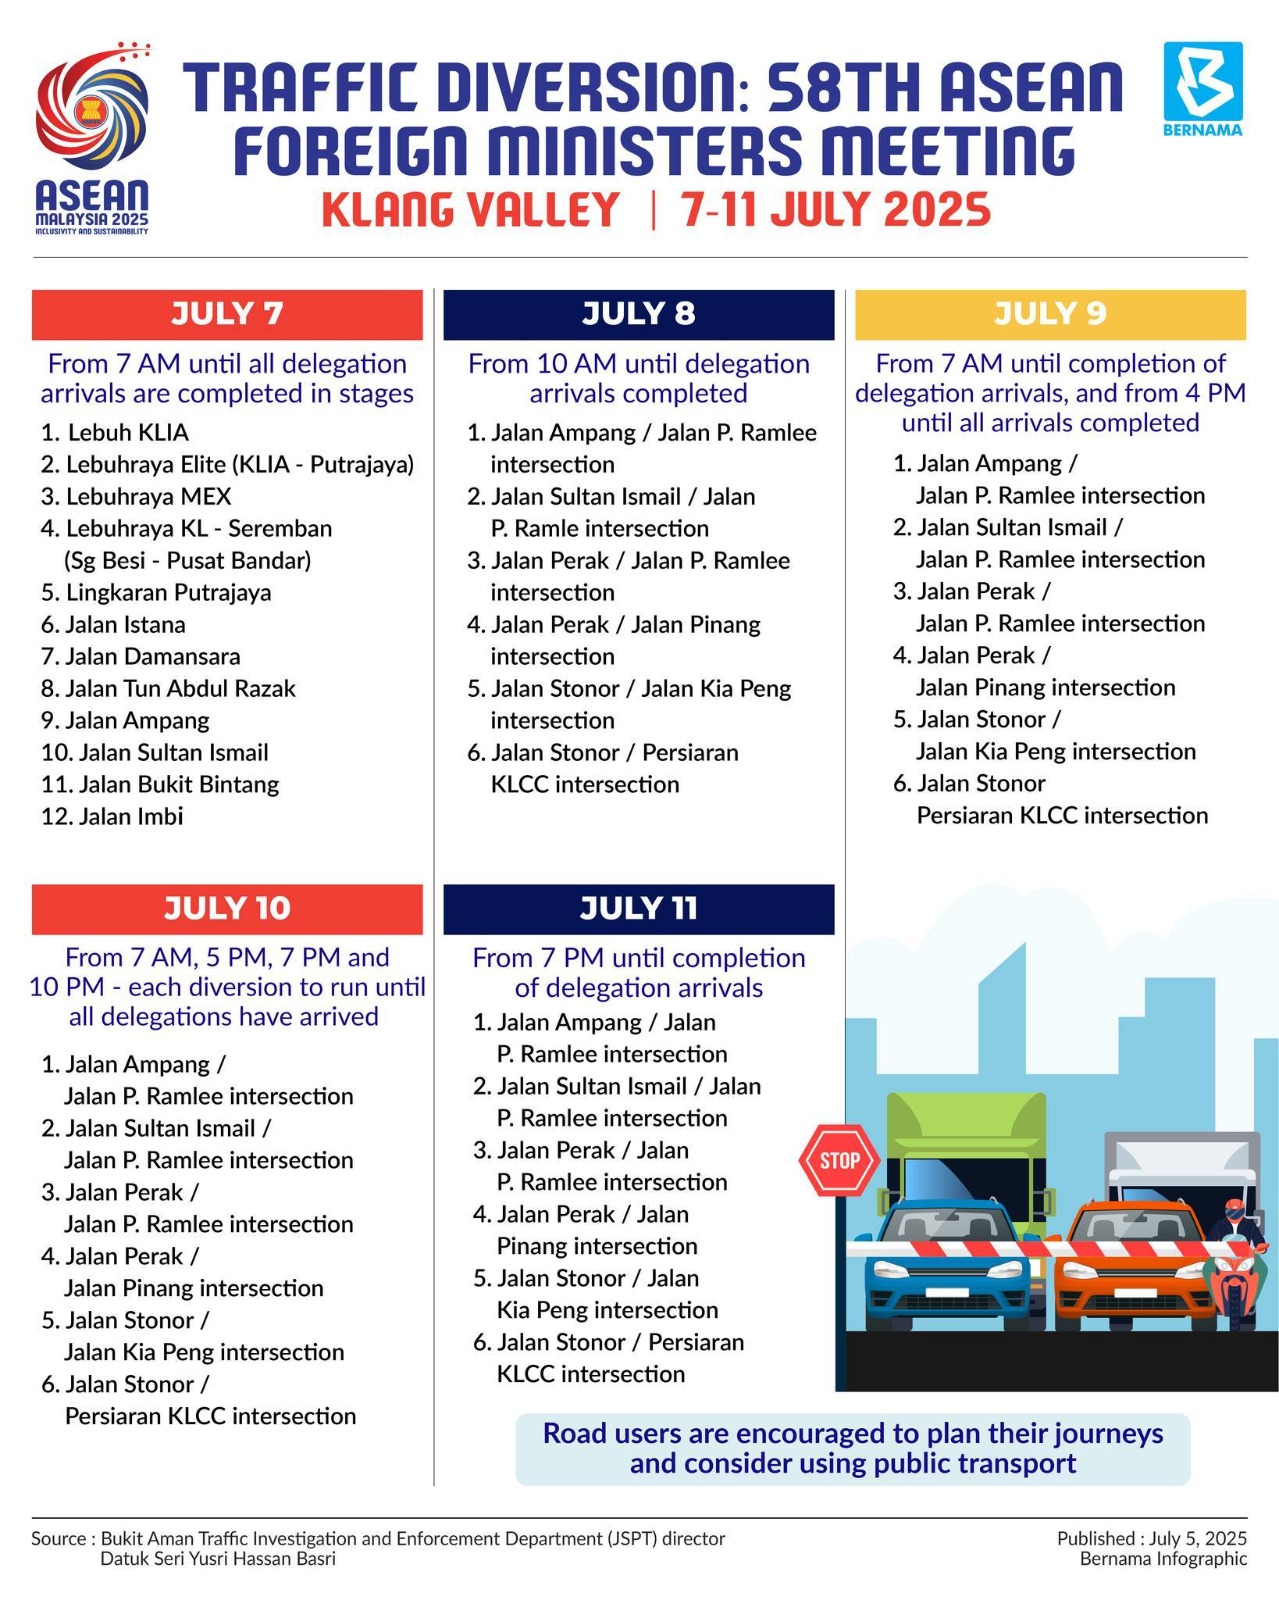 ASEAN
MALAYSIA 2025
INCLUSIVITY AND SUSTAINABILITY
TRAFFIC DIVERSION: 58TH ASEAN
FOREIGN MINISTERS MEETING
KLANG VALLEY | 7-11 JULY 2025
BERNAMA
JULY 7
From 7 AM until all delegation
arrivals are completed in stages
1. Lebuh KLIA
2. Lebuhraya Elite (KLIA - Putrajaya)
3. Lebuhraya MEX
4. Lebuhraya KL - Seremban
(Sg Besi - Pusat Bandar)
5. Lingkaran Putrajaya
6. Jalan Istana
7. Jalan Damansara
8. Jalan Tun Abdul Razak
9. Jalan Ampang
10. Jalan Sultan Ismail
11. Jalan Bukit Bintang
12. Jalan Imbi
JULY 8
From 10 AM until delegation
arrivals completed
1. Jalan Ampang / Jalan P. Ramlee
intersection
2. Jalan Sultan Ismail / Jalan
P. Ramle intersection
3. Jalan Perak / Jalan P. Ramlee
intersection
4. Jalan Perak / Jalan Pinang
intersection
5. Jalan Stonor / Jalan Kia Peng
intersection
6. Jalan Stonor / Persiaran
KLCC intersection
JULY 9
From 7 AM until completion of
delegation arrivals, and from 4 PM
until all arrivals completed
1. Jalan Ampang /
Jalan P. Ramlee intersection
2. Jalan Sultan Ismail /
Jalan P. Ramlee intersection
3. Jalan Perak /
Jalan P. Ramlee intersection
4. Jalan Perak /
Jalan Pinang intersection
5. Jalan Stonor /
Jalan Kia Peng intersection
6. Jalan Stonor
Persiaran KLCC intersection
JULY 10
From 7 AM, 5 PM, 7 PM and
10 PM - each diversion to run until
all delegations have arrived
1. Jalan Ampang /
Jalan P. Ramlee intersection
2. Jalan Sultan Ismail /
Jalan P. Ramlee intersection
3. Jalan Perak /
Jalan P. Ramlee intersection
4. Jalan Perak /
Jalan Pinang intersection
5. Jalan Stonor /
Jalan Kia Peng intersection
6. Jalan Stonor /
Persiaran KLCC intersection
JULY 11
From 7 PM until completion
of delegation arrivals
1. Jalan Ampang / Jalan
P. Ramlee intersection
2. Jalan Sultan Ismail / Jalan
P. Ramlee intersection
3. Jalan Perak / Jalan
P. Ramlee intersection
4. Jalan Perak / Jalan
Pinang intersection
5. Jalan Stonor / Jalan
Kia Peng intersection
6. Jalan Stonor / Persiaran
KLCC intersection
STOP
Road users are encouraged to plan their journeys
and consider using public transport
Source : Bukit Aman Traffic Investigation and Enforcement Department (JSPT) director
Datuk Seri Yusri Hassan Basri
Published : July 5, 2025
Bernama Infographic